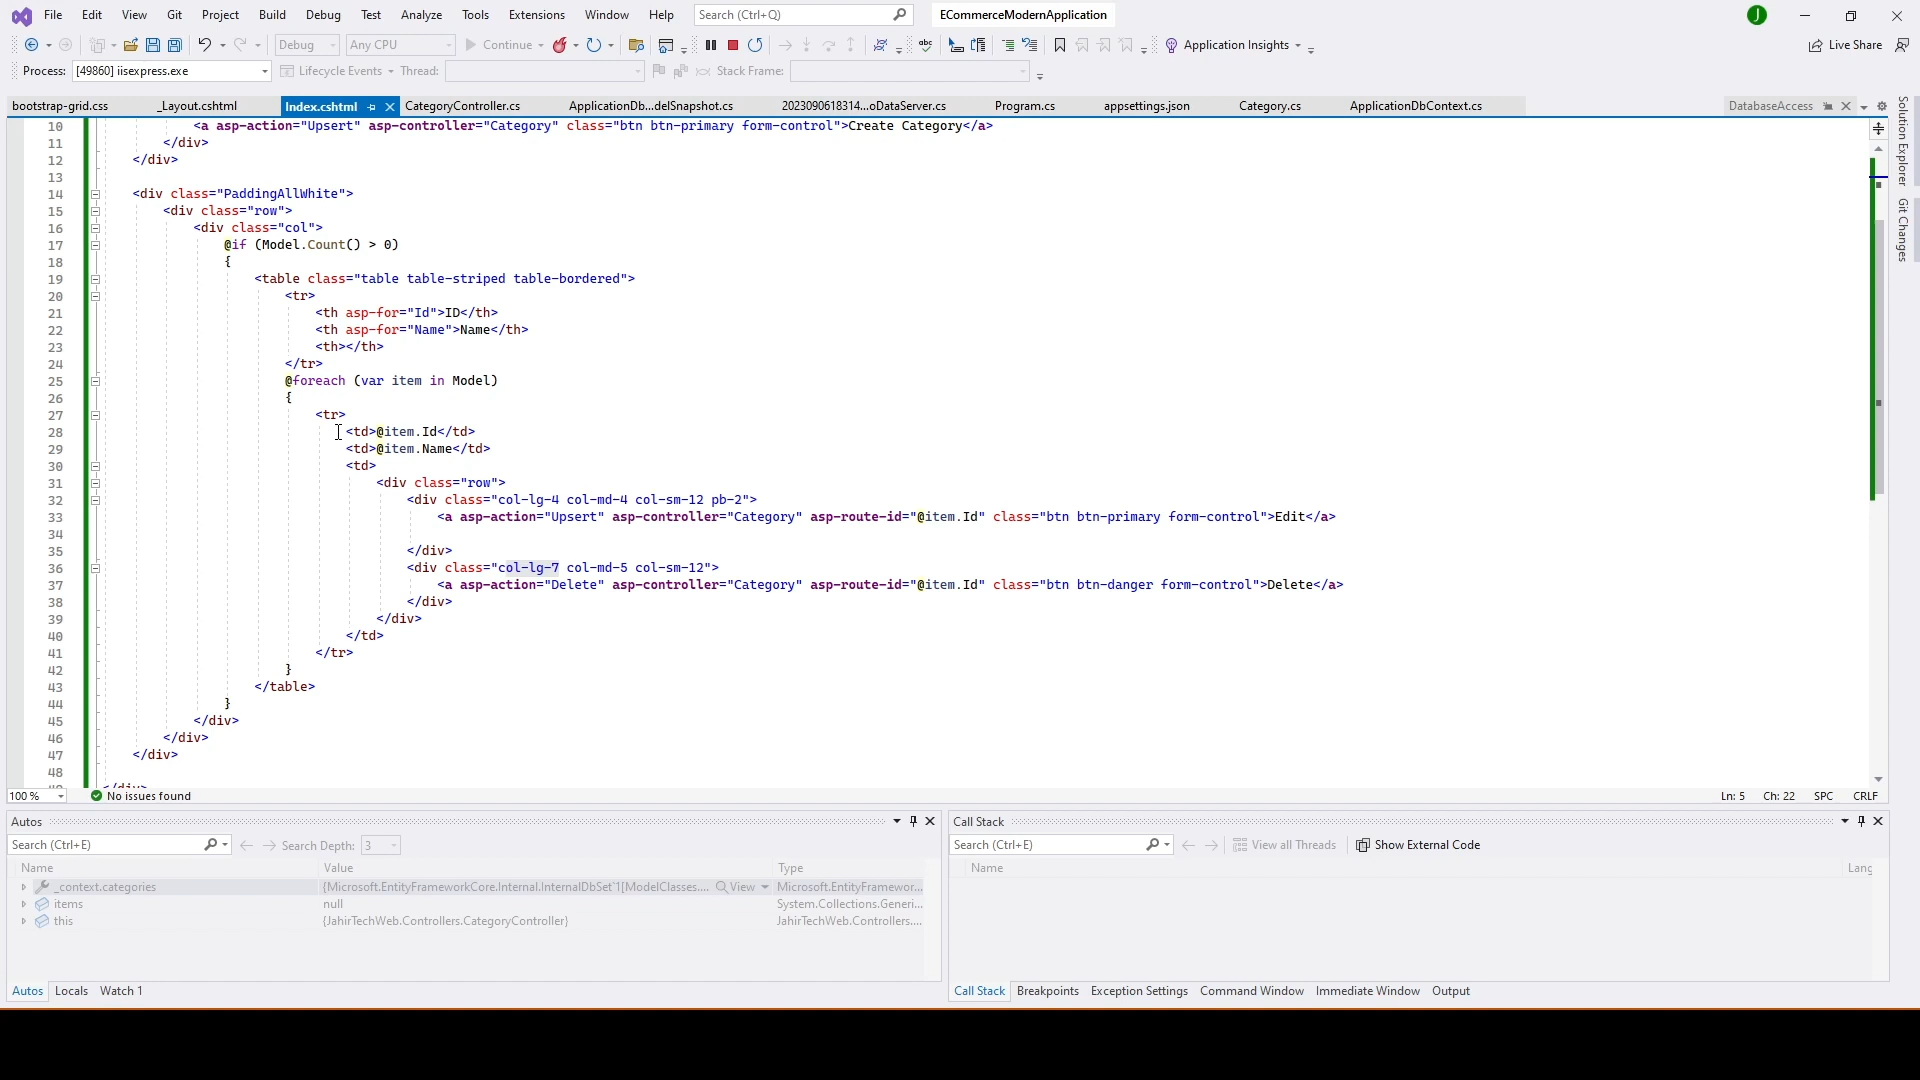 File Edit View Git Project Build Debug Test Analyze Tools Extensions Window Help Search (Ctrl+Q) ECommerceModernApplication J
Debug Any CPU Continue Application Insights Live Share
Process: [49860] iisexpress.exe Lifecycle Events Thread: Stack Frame:
bootstrap-grid.css _Layout.cshtml Index.cshtml CategoryController.cs ApplicationDb...delSnapshot.cs 2023090618314...oDataServer.cs Program.cs appsettings.json Category.cs ApplicationDbContext.cs DatabaseAccess
10 <a asp-action="Upsert" asp-controller="Category" class="btn btn-primary form-control">Create Category</a>
11 </div>
12 </div>
13
14 <div class="PaddingAllWhite">
15 <div class="row">
16 <div class="col">
17 @if (Model.Count() > 0)
18 {
19 <table class="table table-striped table-bordered">
20 <tr>
21 <th asp-for="Id">ID</th>
22 <th asp-for="Name">Name</th>
23 <th></th>
24 </tr>
25 @foreach (var item in Model)
26 {
27 <tr>
28 <td>@item.Id</td>
29 <td>@item.Name</td>
30 <td>
31 <div class="row">
32 <div class="col-lg-4 col-md-4 col-sm-12 pb-2">
33 <a asp-action="Upsert" asp-controller="Category" asp-route-id="@item.Id" class="btn btn-primary form-control">Edit</a>
34
35 </div>
36 <div class="col-lg-7 col-md-5 col-sm-12">
37 <a asp-action="Delete" asp-controller="Category" asp-route-id="@item.Id" class="btn btn-danger form-control">Delete</a>
38 </div>
39 </div>
40 </td>
41 </tr>
42 }
43 </table>
44 }
45 </div>
46 </div>
47 </div>
48
Solution Explorer
Git Changes
100 % No issues found Ln: 5 Ch: 22 SPC CRLF
Autos
Search (Ctrl+E) Search Depth: 3
Name Value Type
_context.categories {Microsoft.EntityFrameworkCore.Internal.InternalDbSet`1[ModelClasses.... View Microsoft.EntityFramewor...
items null System.Collections.Generi...
this {JahirTechWeb.Controllers.CategoryController} JahirTechWeb.Controllers....
Autos Locals Watch 1
Call Stack
Search (Ctrl+E) View all Threads Show External Code
Name Lang
Call Stack Breakpoints Exception Settings Command Window Immediate Window Output